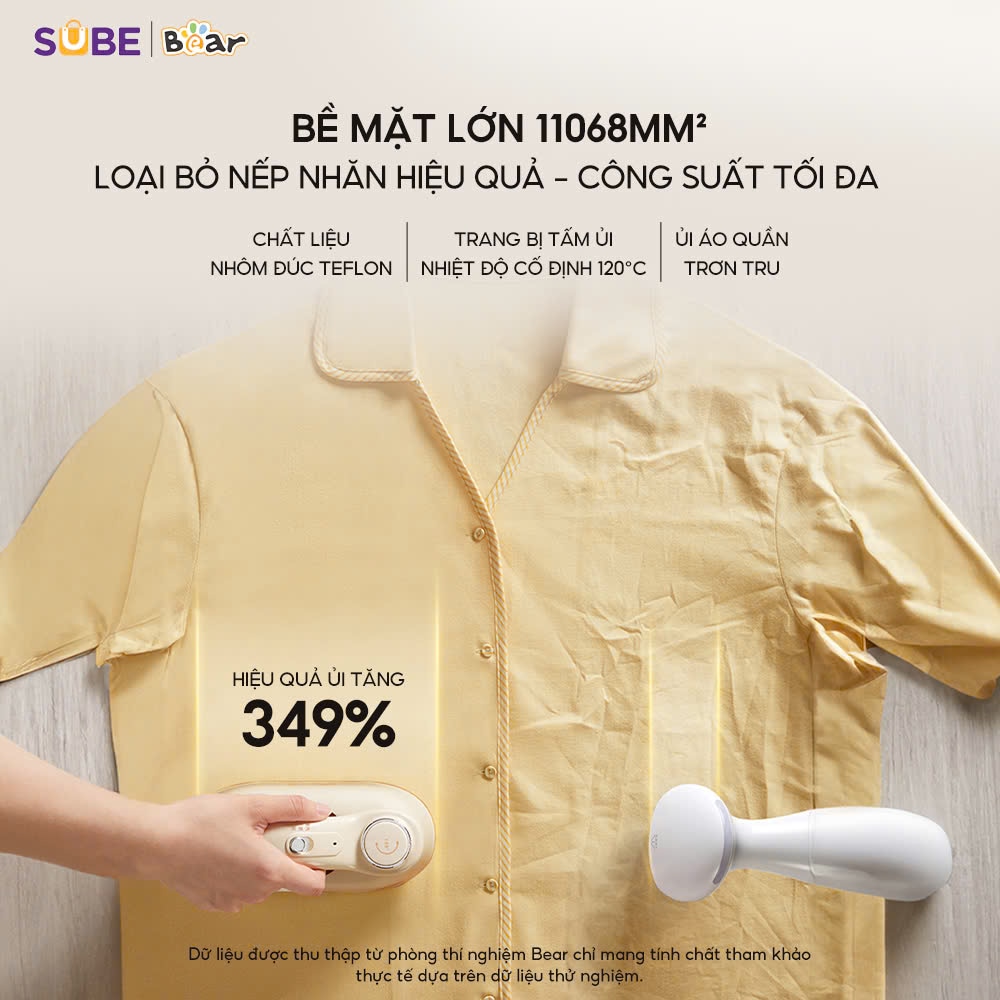 SUBE | Bear
BỀ MẶT LỚN 11068MM²
LOẠI BỎ NẾP NHĂN HIỆU QUẢ - CÔNG SUẤT TỐI ĐA
CHẤT LIỆU
NHÔM ĐÚC TEFLON
TRANG BỊ TẤM ỦI
NHIỆT ĐỘ CỐ ĐỊNH 120°C
ỦI ÁO QUẦN
TRƠN TRU
HIỆU QUẢ ỦI TĂNG
349%
Dữ liệu được thu thập từ phòng thí nghiệm Bear chỉ mang tính chất tham khảo
thực tế dựa trên dữ liệu thử nghiệm.